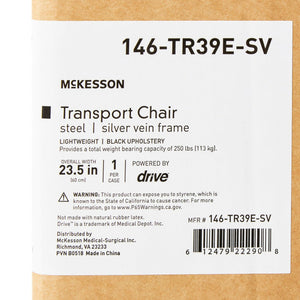 146-TR39E-SV
McKESSON
Transport Chair
steel | silver vein frame
LIGHTWEIGHT | BLACK UPHOLSTERY
Provides a total weight bearing capacity of 250 lbs (113 kg).
OVERALL WIDTH
23.5 in
(60 cm)
1
PER
CASE
POWERED BY
drive™
WARNING: This product can expose you to styrene, which is
known to the State of California to cause cancer.
For more information, go to www.P65Warnings.ca.gov.
Not made with natural rubber latex.
Drive™ is a trademark of Medical Depot, Inc.
MFR # 146-TR39E-SV
Distributed by
McKesson Medical-Surgical Inc.
Richmond, VA 23233
PVN B0518 Made in China
6 12479 22290 8